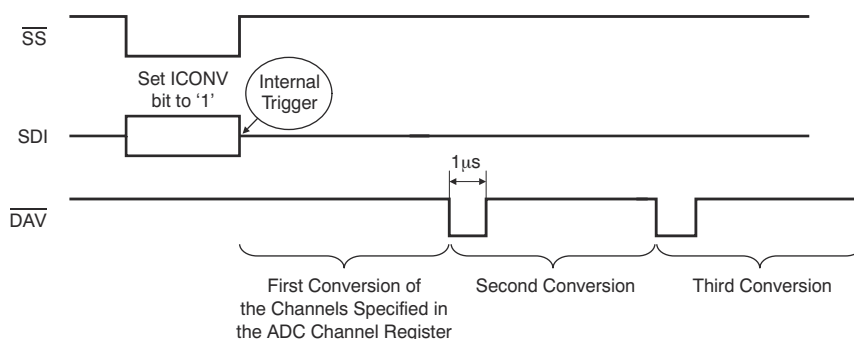 SS
Set ICONV
bit to ‘1’
Internal
Trigger
SDI
1μs
DAV
First Conversion of
the Channels Specified in
the ADC Channel Register
Second Conversion
Third Conversion